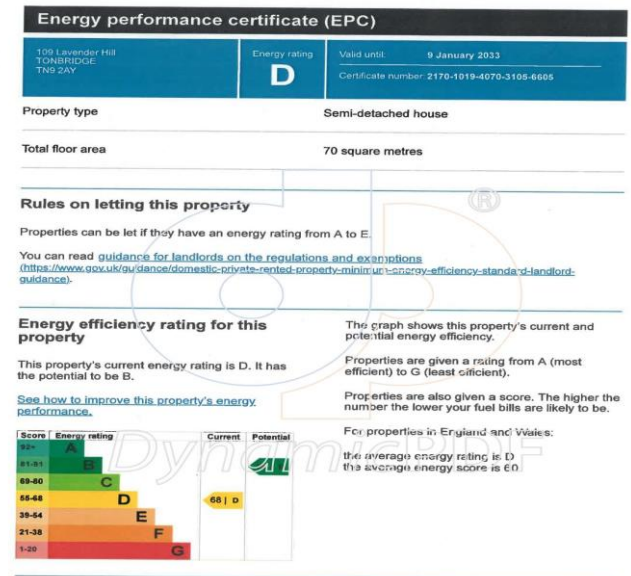 Energy performance certificate (EPC)
109 Lavender Hill
TONBRIDGE
TN9 2AY
Energy rating
D
Valid until: 9 January 2033
Certificate number: 2170-1019-4070-3105-6605
Property type Semi-detached house
Total floor area 70 square metres
Rules on letting this property
Properties can be let if they have an energy rating from A to E.
You can read guidance for landlords on the regulations and exemptions
(https://www.gov.uk/guidance/domestic-private-rented-property-minimum-energy-efficiency-standard-landlord-
guidance).
Energy efficiency rating for this
property
This property's current energy rating is D. It has
the potential to be B.
See how to improve this property's energy
performance.
Score Energy rating Current Potential
92+ A
81-91 B
69-80 C
55-68 D 68 | D
39-54 E
21-38 F
1-20 G
The graph shows this property's current and
potential energy efficiency.
Properties are given a rating from A (most
efficient) to G (least efficient).
Properties are also given a score. The higher the
number the lower your fuel bills are likely to be.
For properties in England and Wales:
the average energy rating is D
the average energy score is 60
DynamicPDF
®